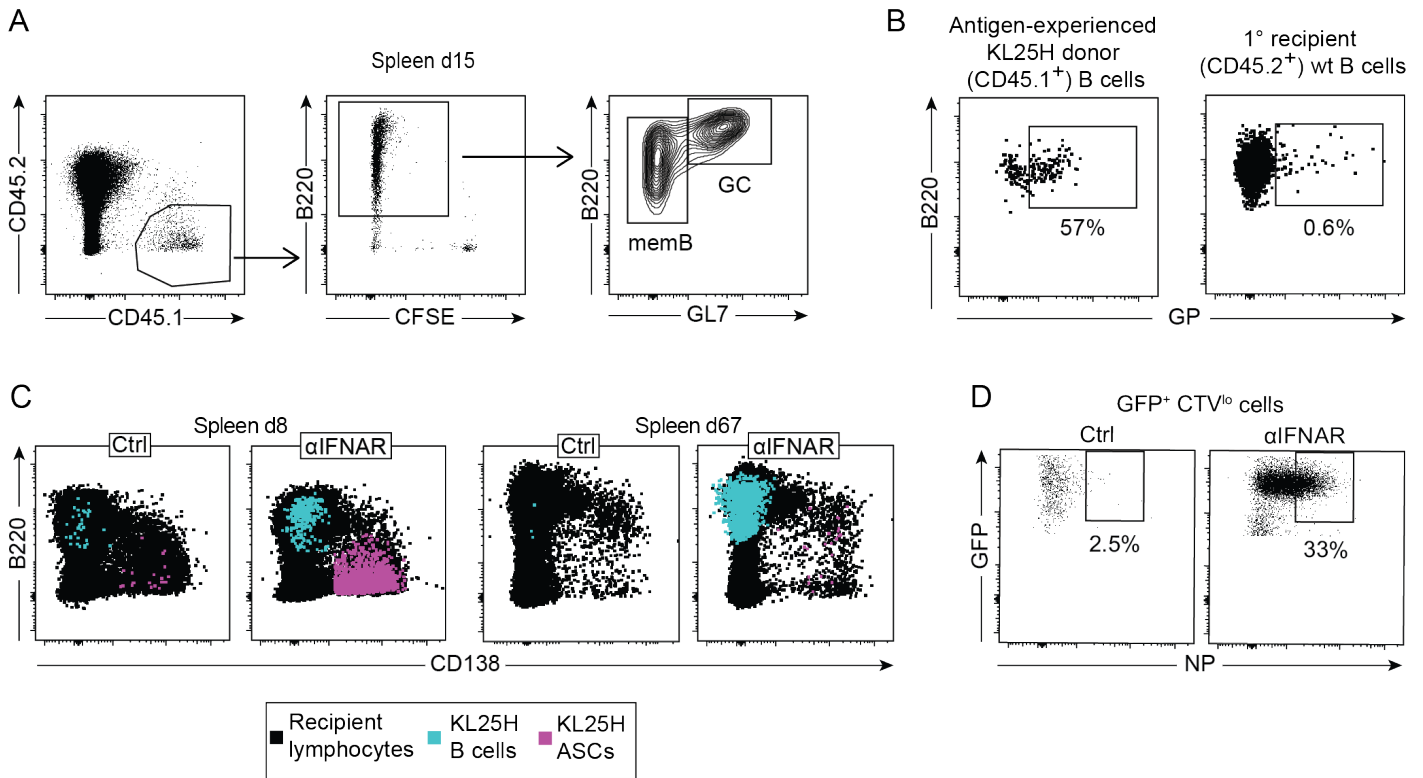 A
Spleen d15
CD45.2
CD45.1
B220
CFSE
B220
GL7
memB
GC
B
Antigen-experienced
KL25H donor
(CD45.1⁺) B cells
1° recipient
(CD45.2⁺) wt B cells
B220
57%
0.6%
GP
C
Spleen d8
Ctrl
αIFNAR
Spleen d67
Ctrl
αIFNAR
B220
CD138
Recipient
lymphocytes
KL25H
B cells
KL25H
ASCs
D
GFP⁺ CTVˡᵒ cells
Ctrl
αIFNAR
GFP
2.5%
33%
NP